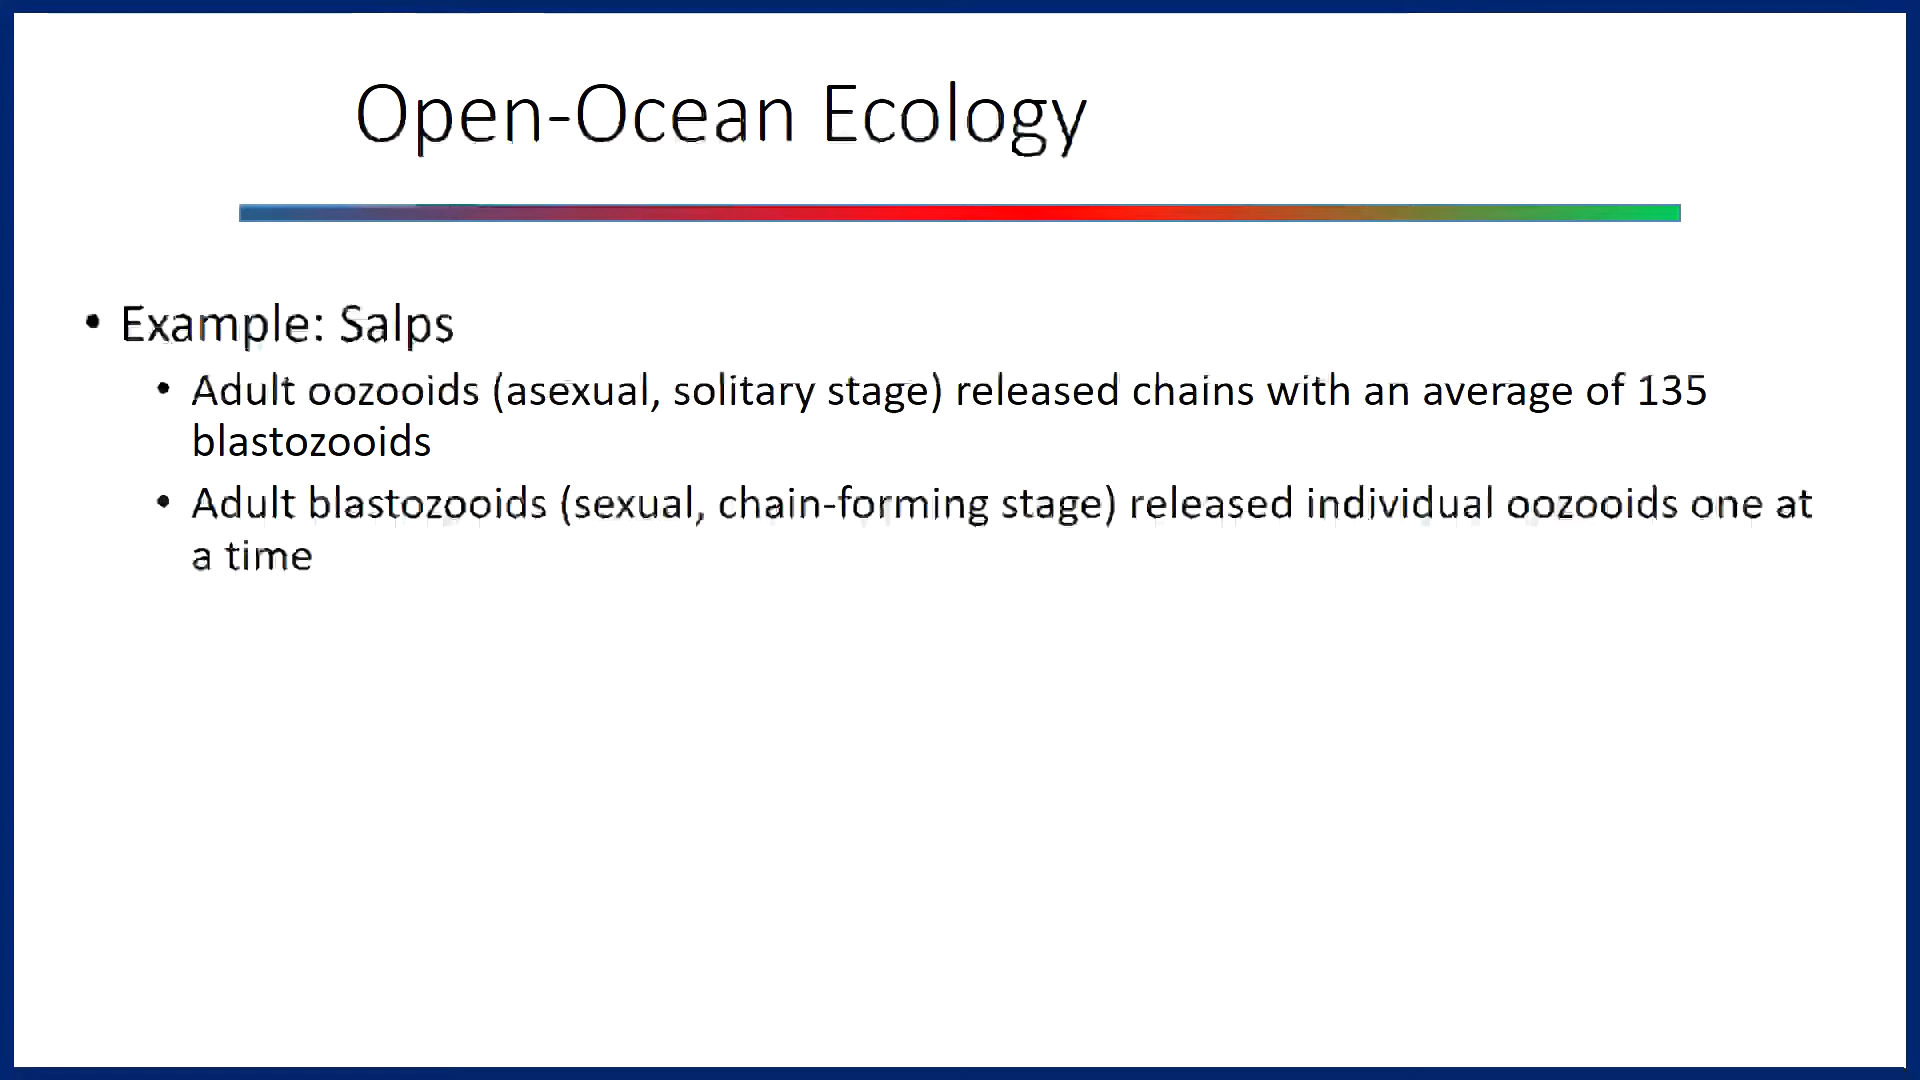 Open-Ocean Ecology
• Example: Salps
• Adult oozooids (asexual, solitary stage) released chains with an average of 135
blastozooids
• Adult blastozooids (sexual, chain-forming stage) released individual oozooids one at
a time